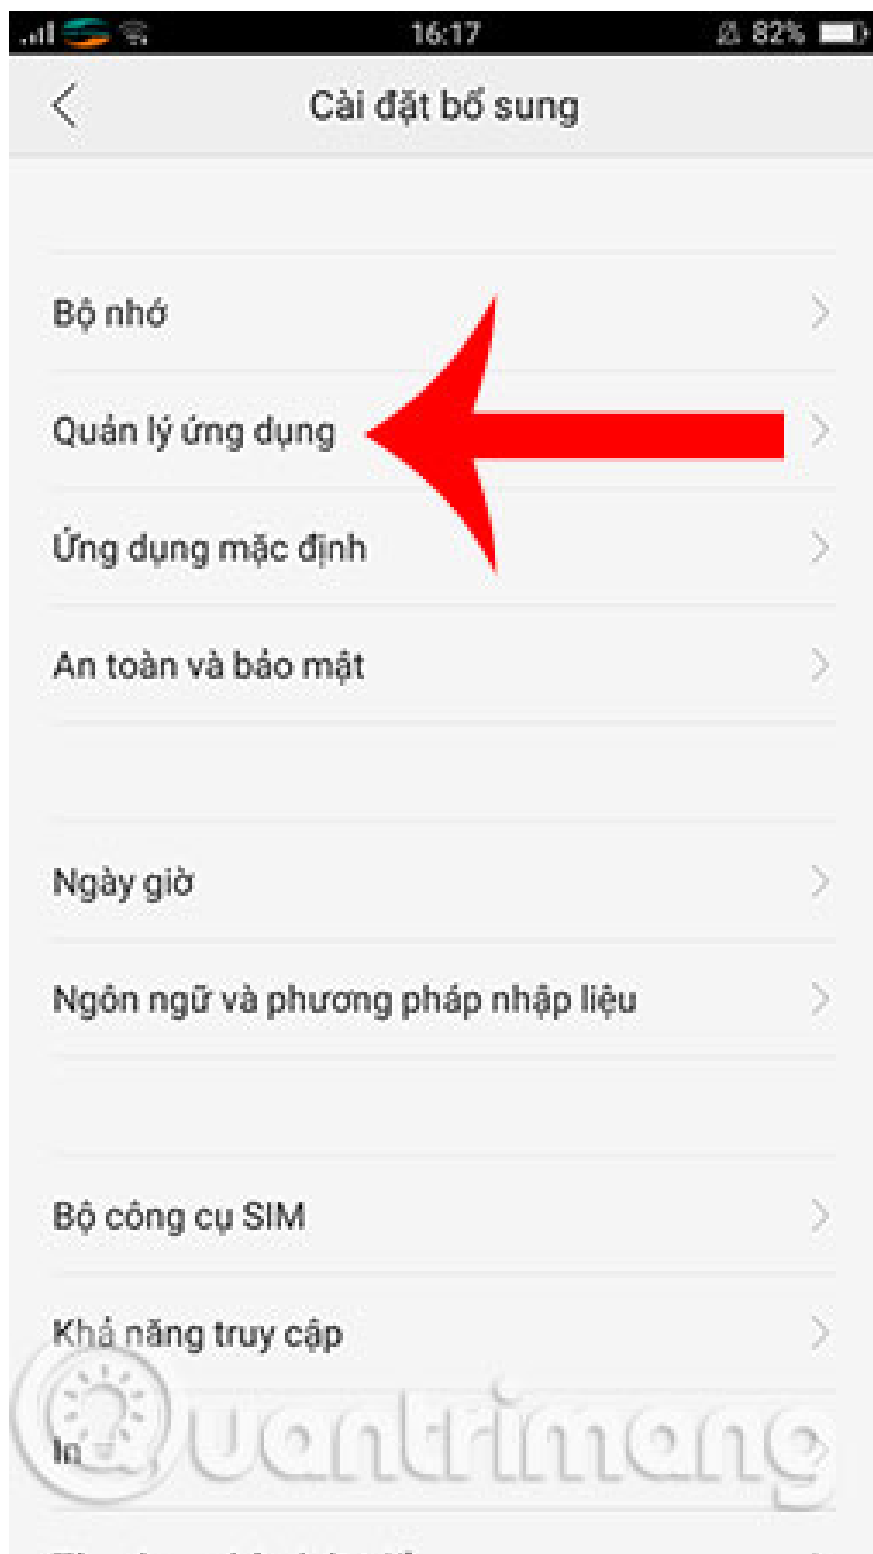 16:17
82%
Cài đặt bổ sung
Bộ nhớ
Quản lý ứng dụng
Ứng dụng mặc định
An toàn và bảo mật
Ngày giờ
Ngôn ngữ và phương pháp nhập liệu
Bộ công cụ SIM
Khả năng truy cập
In
Quantrimang